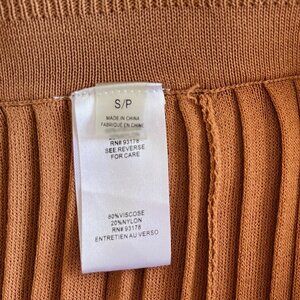 S/P
MADE IN CHINA
FABRIQUÉ EN CHINE
RN# 93178
SEE REVERSE
FOR CARE
80%VISCOSE
20%NYLON
RN# 93178
ENTRETIEN AU VERSO